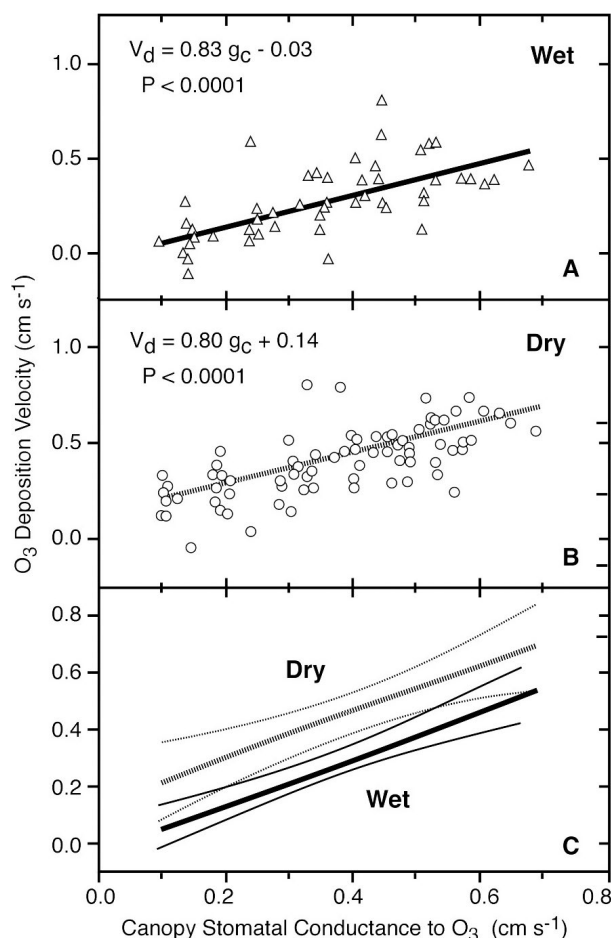 V_d = 0.83 g_c - 0.03
P < 0.0001
Wet
1.0
0.5
0.0
A
V_d = 0.80 g_c + 0.14
P < 0.0001
Dry
1.0
0.5
0.0
B
O₃ Deposition Velocity (cm s⁻¹)
0.8
0.6
0.4
0.2
0.0
Dry
Wet
C
0.0 0.2 0.4 0.6 0.8
Canopy Stomatal Conductance to O₃ (cm s⁻¹)